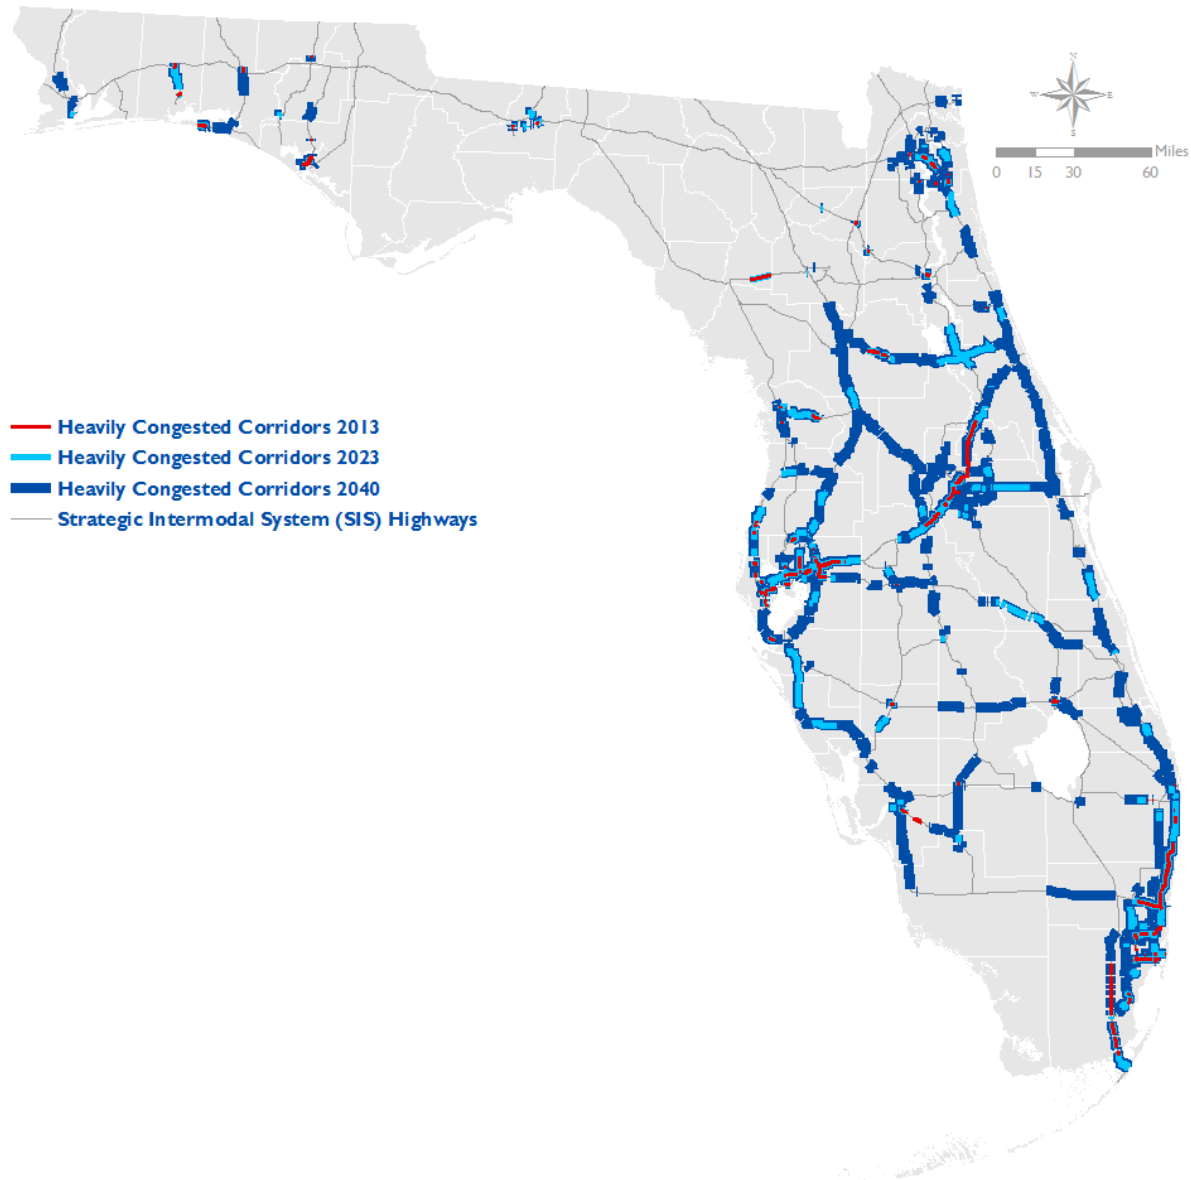 N
W E
S
Miles
0 15 30 60
Heavily Congested Corridors 2013
Heavily Congested Corridors 2023
Heavily Congested Corridors 2040
Strategic Intermodal System (SIS) Highways